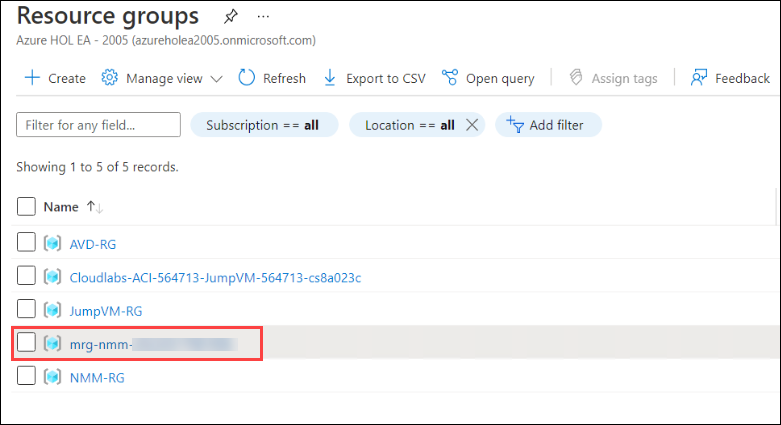 Resource groups ...
Azure HOL EA - 2005 (azureholea2005.onmicrosoft.com)
+ Create Manage view Refresh Export to CSV Open query Assign tags Feedback
Filter for any field... Subscription == all Location == all Add filter
Showing 1 to 5 of 5 records.
Name
AVD-RG
Cloudlabs-ACI-564713-JumpVM-564713-cs8a023c
JumpVM-RG
mrg-nmm-
NMM-RG